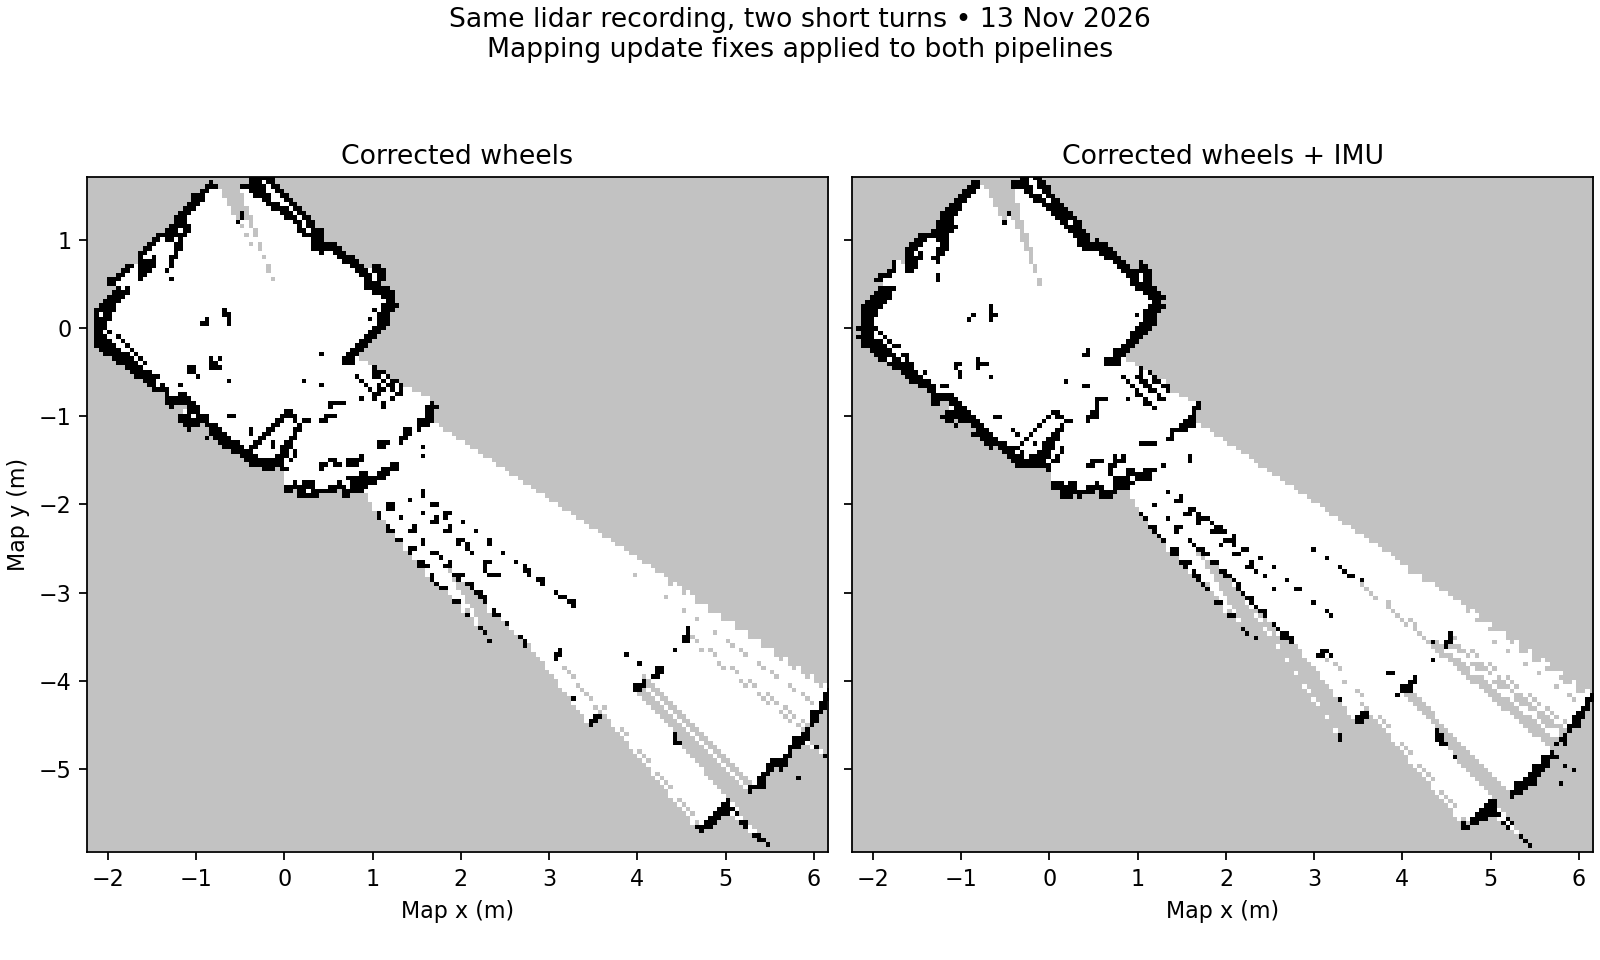 Same lidar recording, two short turns • 13 Nov 2026
Mapping update fixes applied to both pipelines
Corrected wheels
Corrected wheels + IMU
Map y (m)
1
0
−1
−2
−3
−4
−5
−2 −1 0 1 2 3 4 5 6
−2 −1 0 1 2 3 4 5 6
Map x (m)
Map x (m)